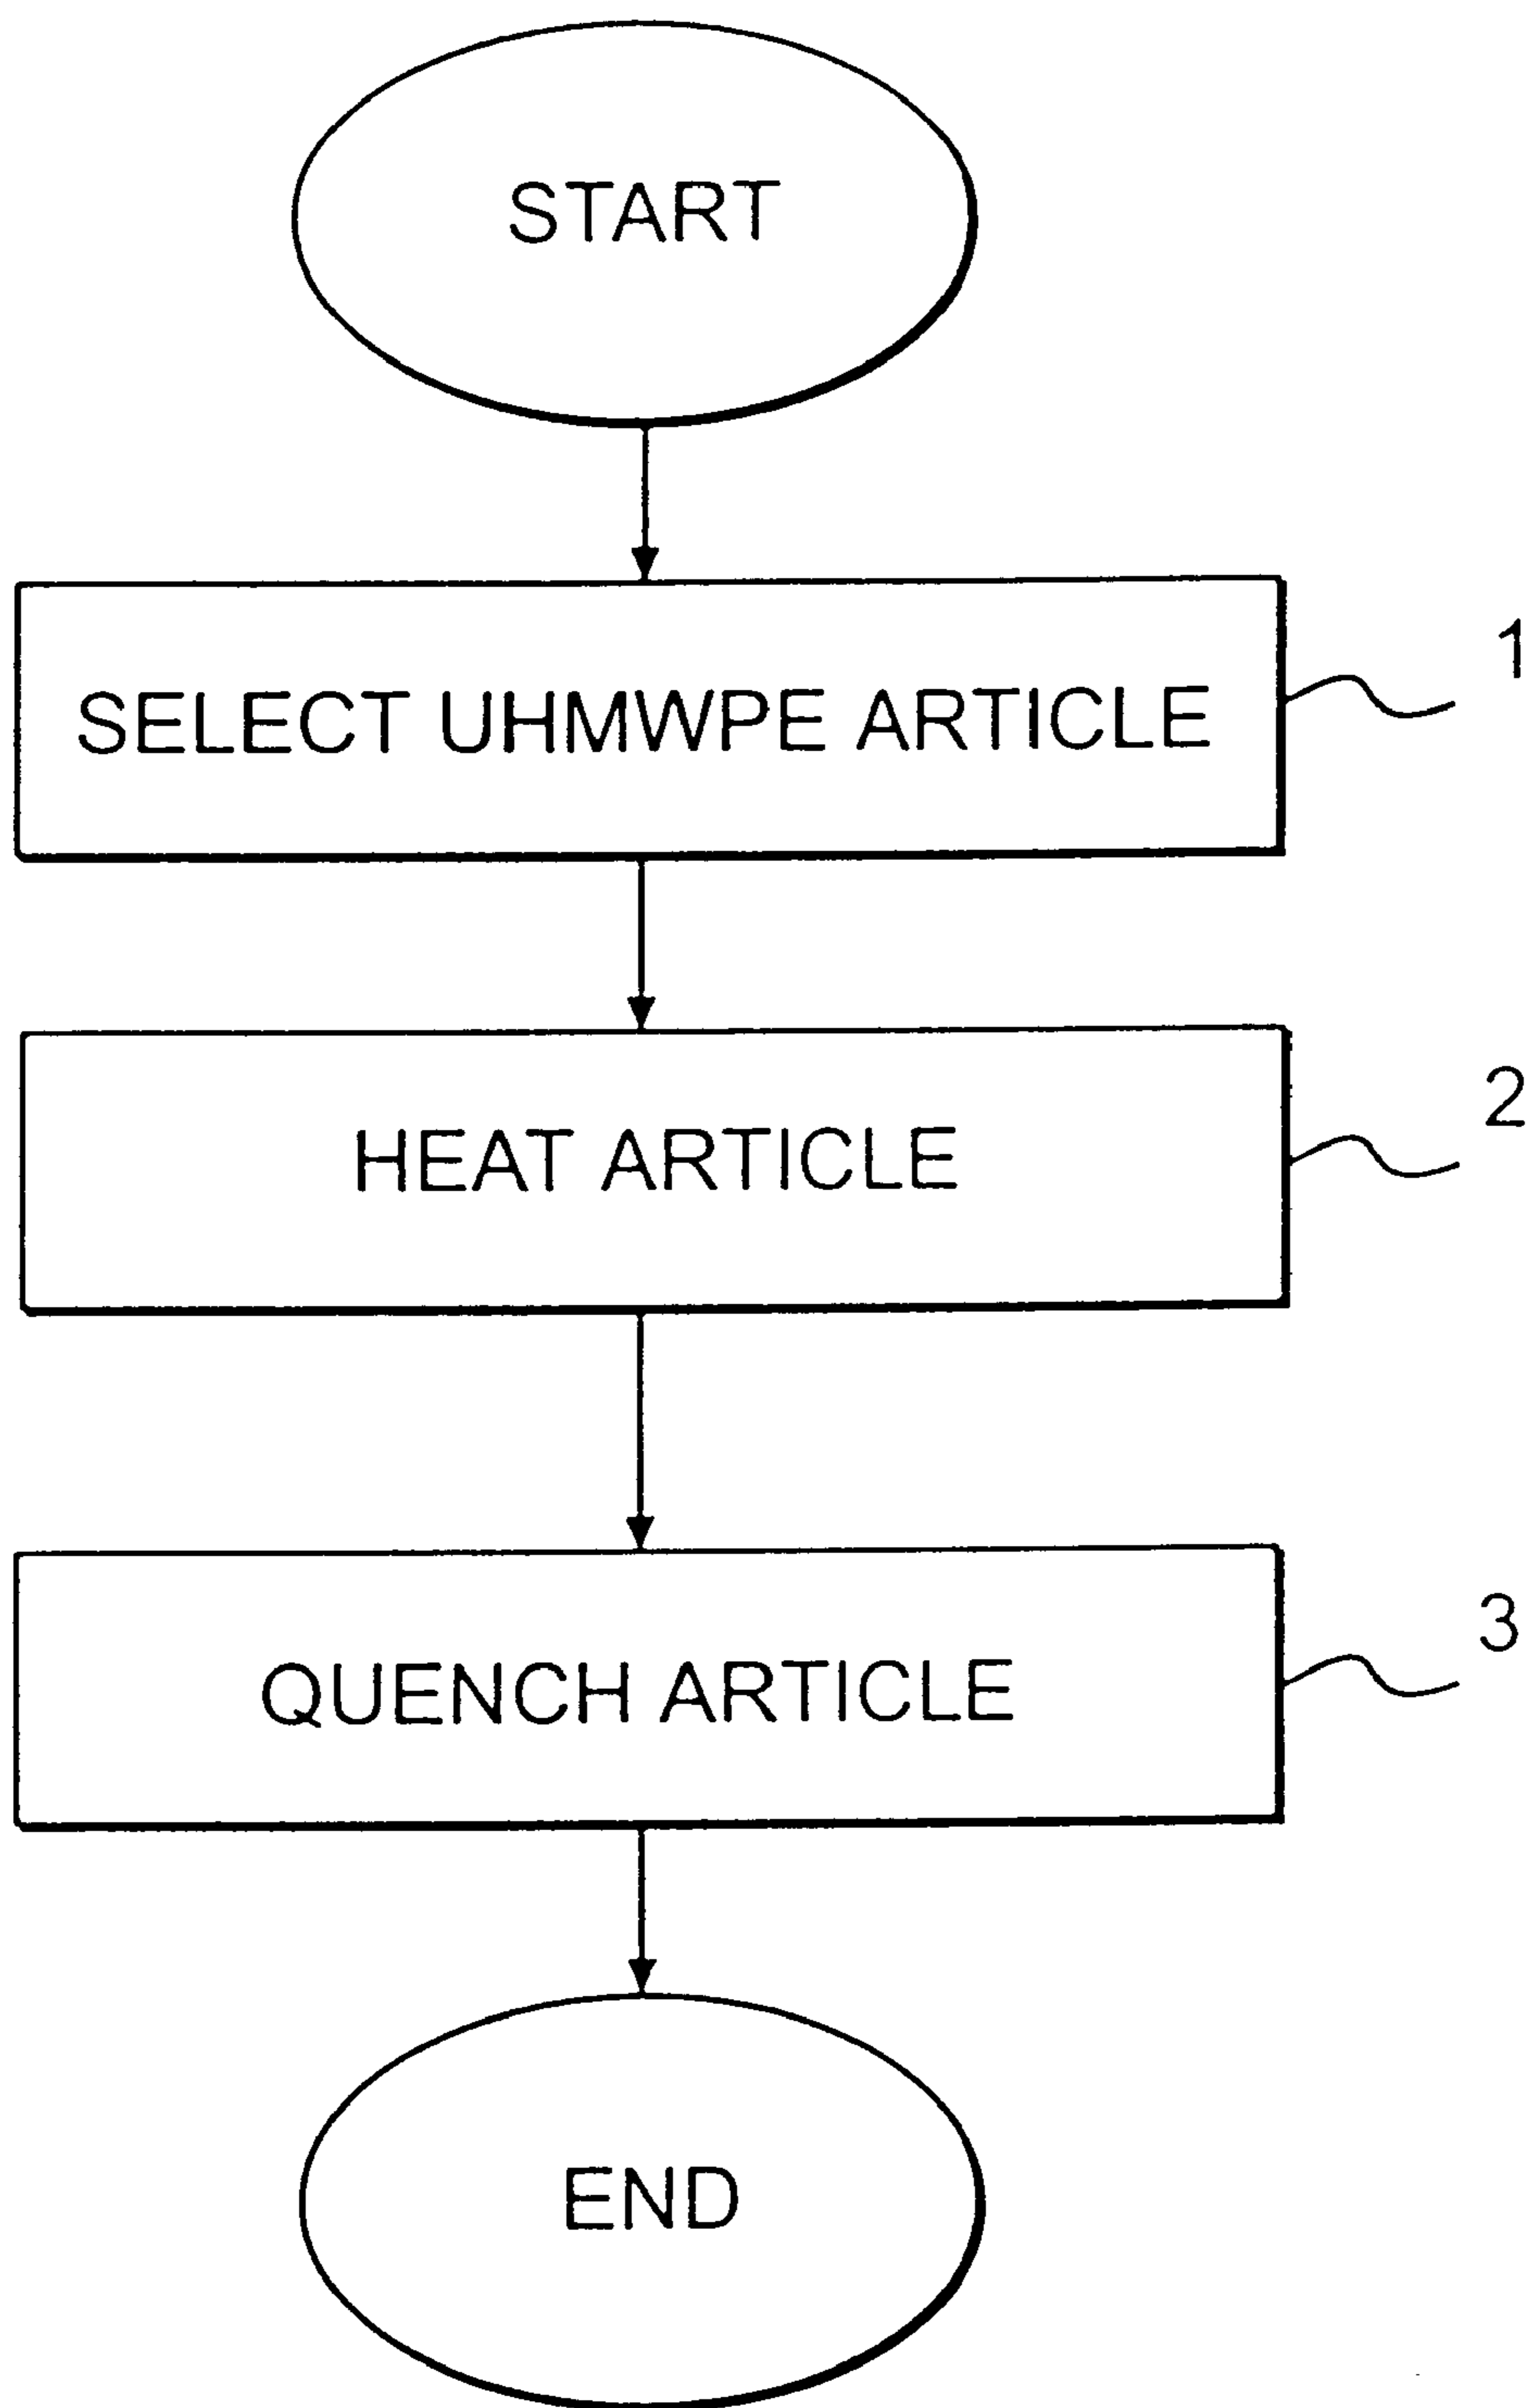 START
1
SELECT UHMWPE ARTICLE
2
HEAT ARTICLE
3
QUENCH ARTICLE
END